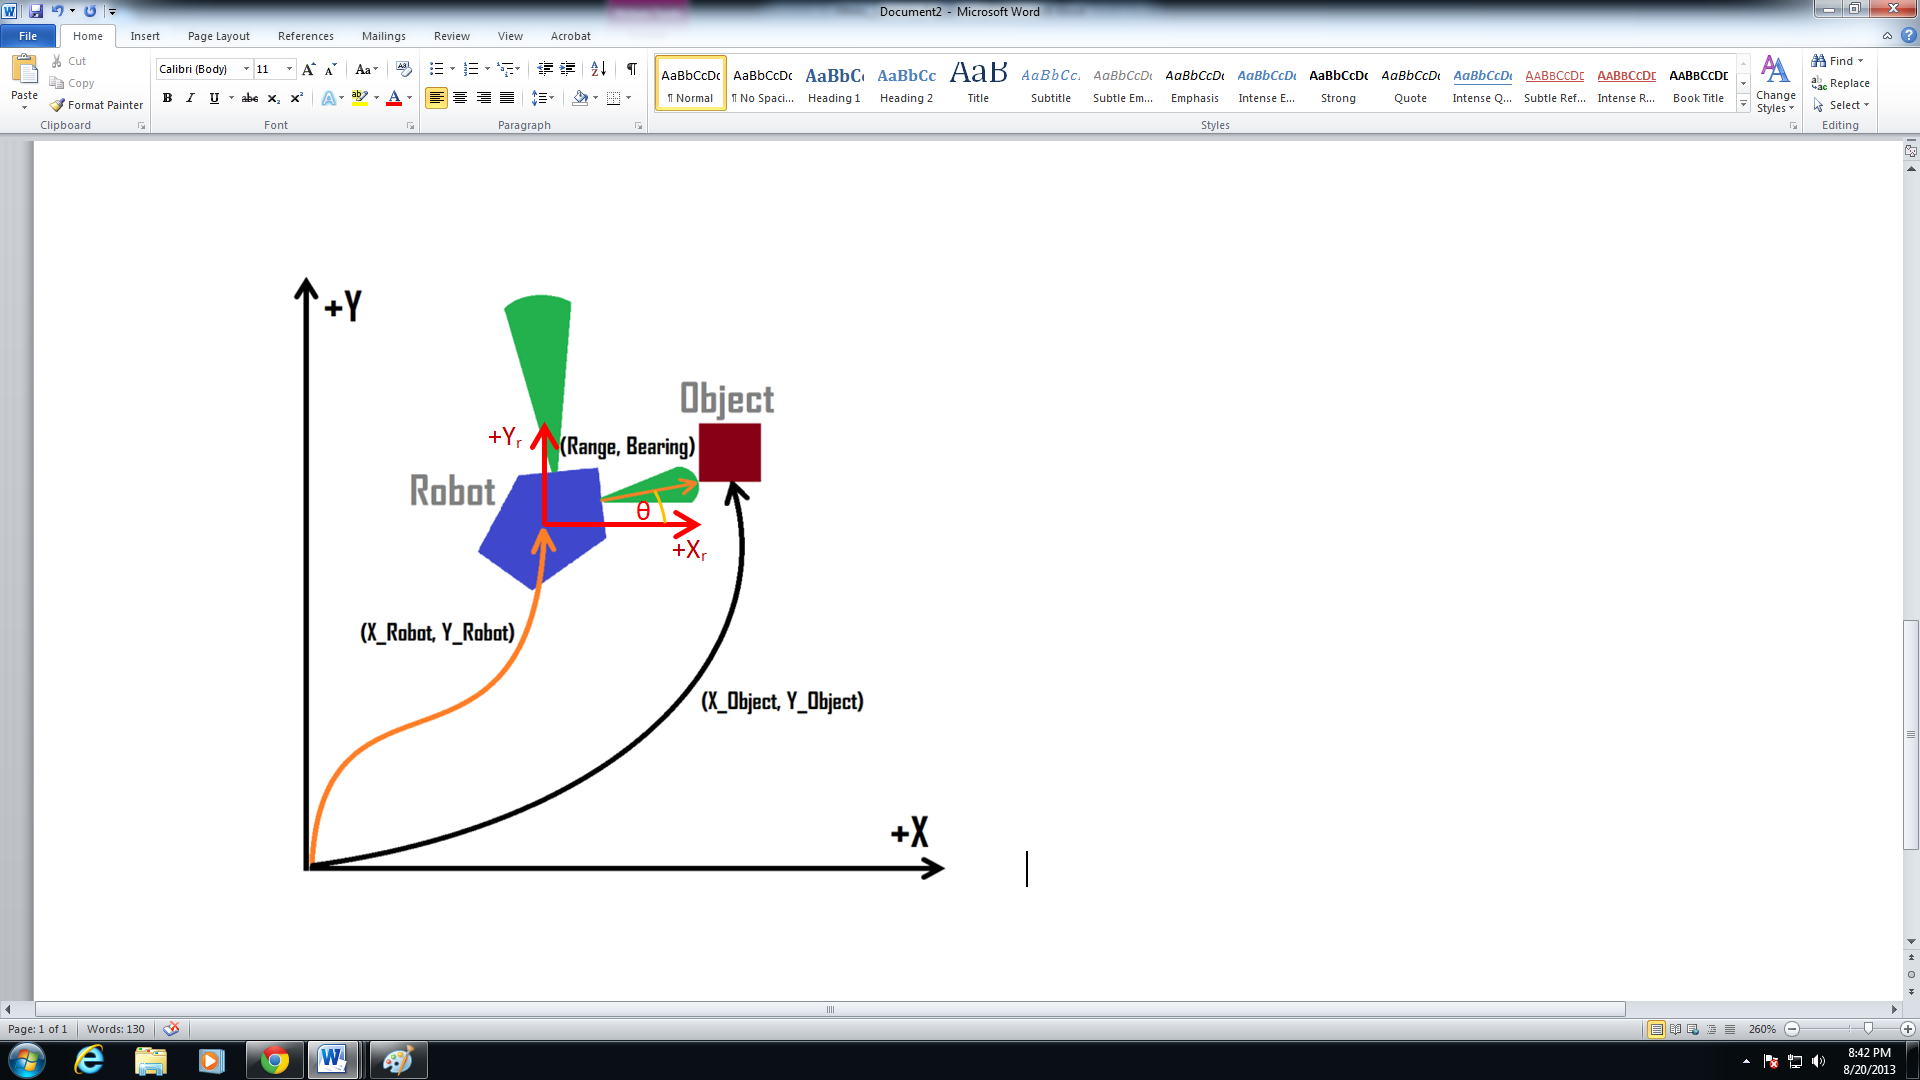 Document2 - Microsoft Word
File Home Insert Page Layout References Mailings Review View Acrobat
Paste
Cut
Copy
Format Painter
Clipboard
Calibri (Body) 11
B I U abc x₂ x²
Font
Paragraph
AaBbCcDc AaBbCcDc AaBbCc AaBbCc AaB AaBbCc. AaBbCcDc AaBbCcDc AaBbCcDc AaBbCcDc AaBbCcDc AaBbCcDc AABBCCDE AABBCCDE AABBCCDE
¶ Normal ¶ No Spaci... Heading 1 Heading 2 Title Subtitle Subtle Em... Emphasis Intense E... Strong Quote Intense Q... Subtle Ref... Intense R... Book Title
Styles
Change Styles
Find
Replace
Select
Editing
+Y
Object
+Yr
(Range, Bearing)
Robot
θ
+Xr
(X_Robot, Y_Robot)
(X_Object, Y_Object)
+X
Page: 1 of 1 Words: 130
260%
8:42 PM
8/20/2013